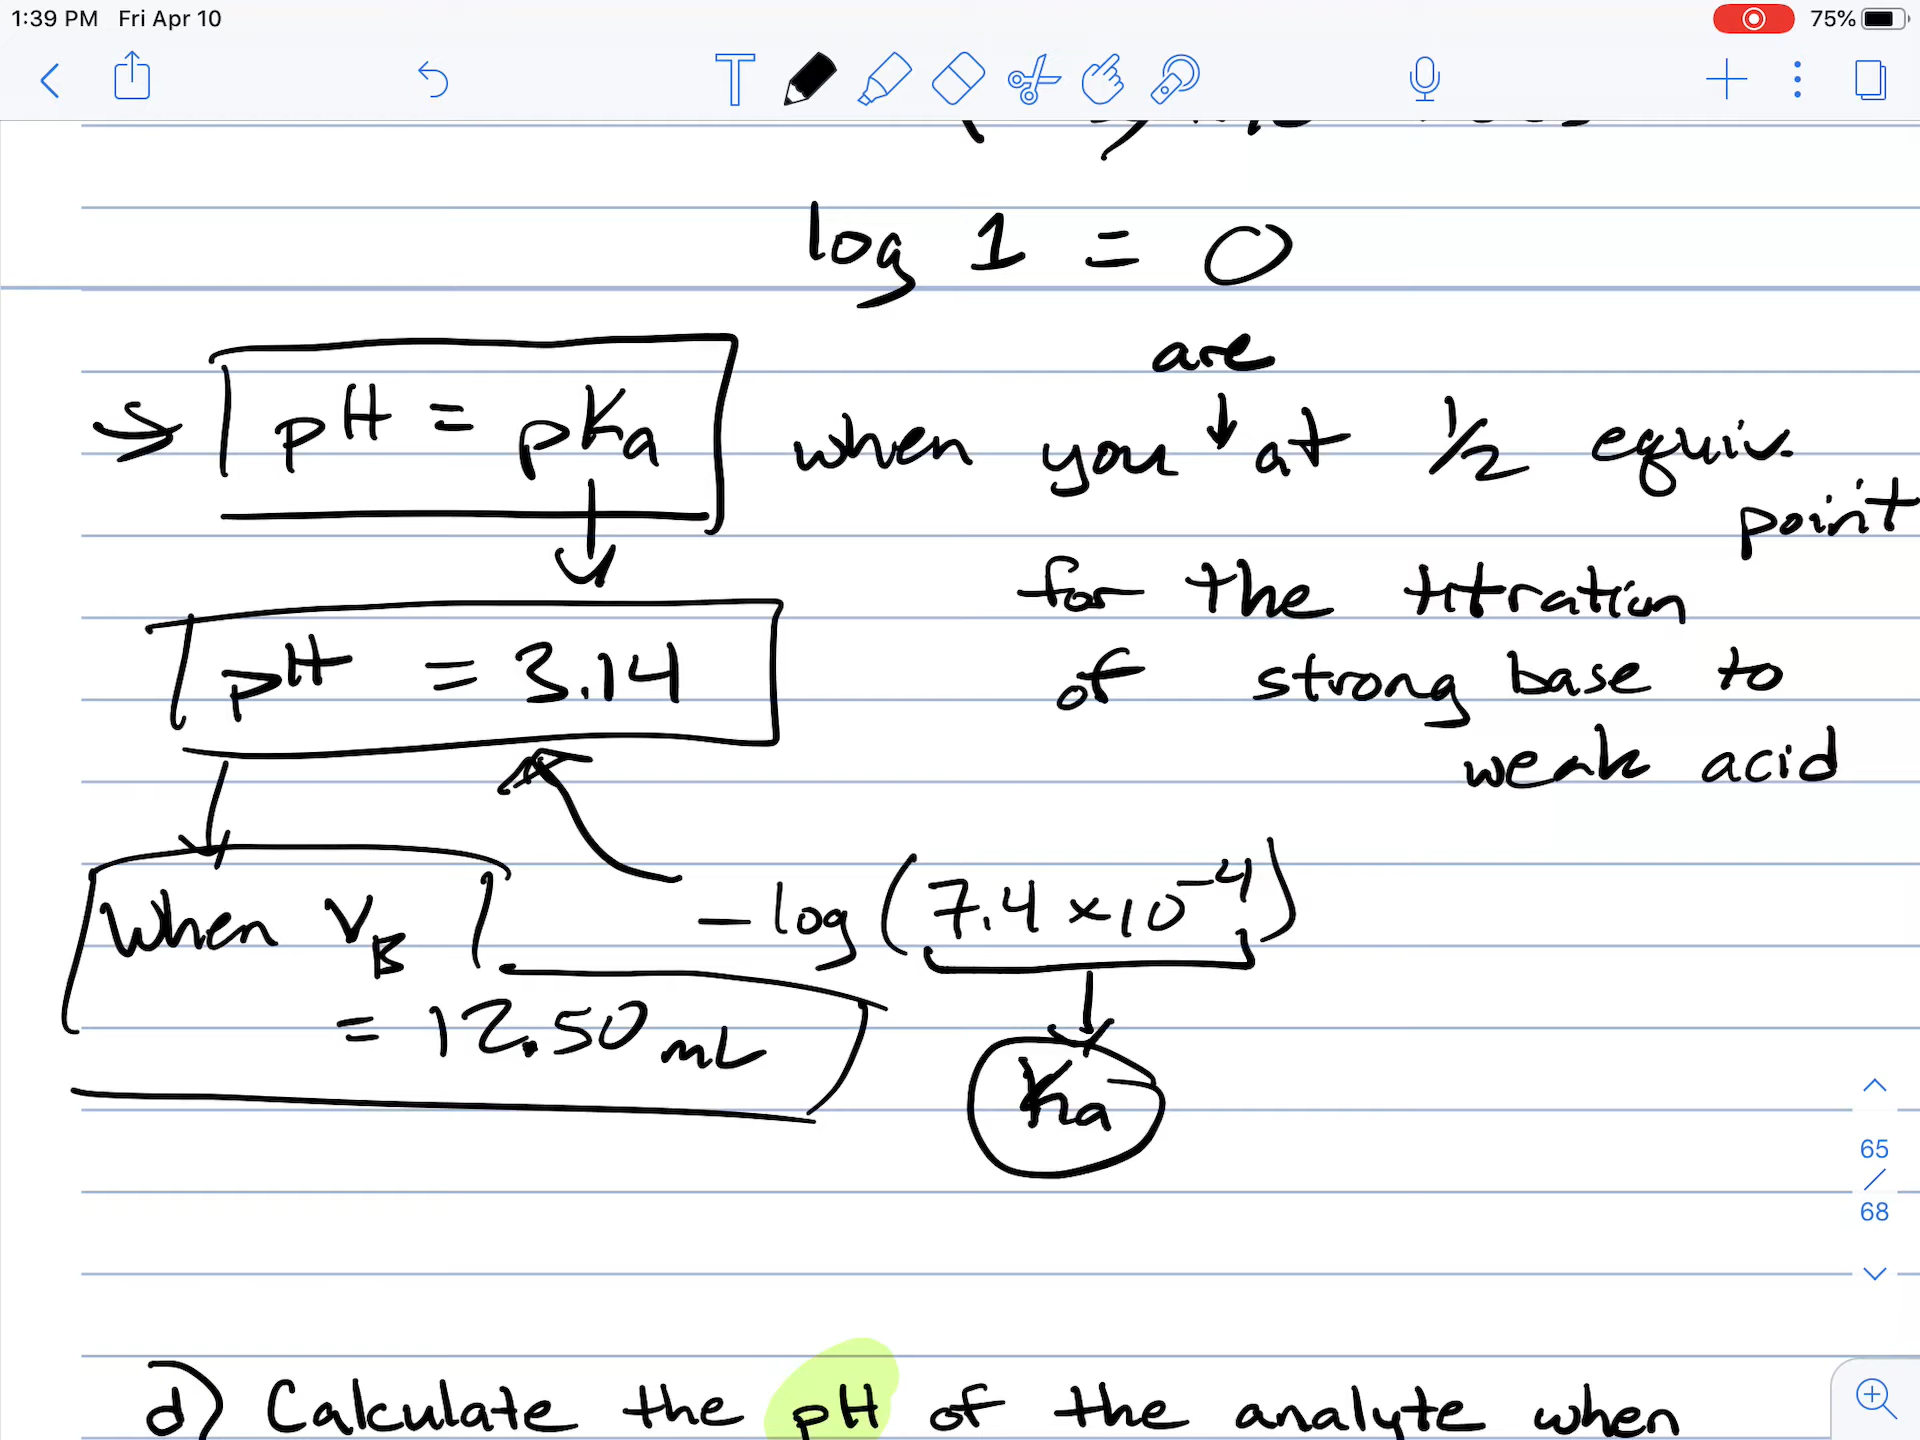 1:39 PM Fri Apr 10
75%
log 1 = 0
are
→ pH = pKa when you ↓ at 1/2 equiv.
point
for the titration
pH = 3.14 of strong base to
weak acid
When VB - log (7.4 × 10⁻⁴)
= 12.50 mL
Ka
65
/
68
d) Calculate the pH of the analyte when